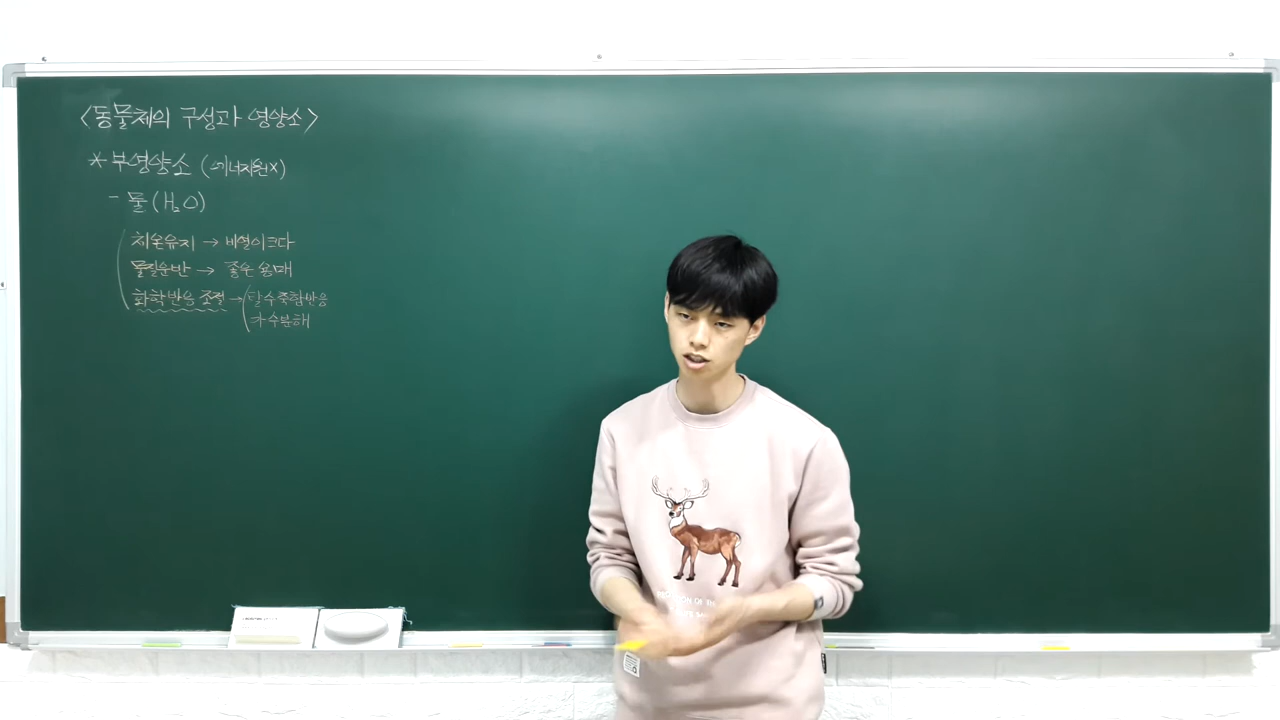 <동물체의 구성과 영양소>
* 부영양소 (에너지원X)
- 물(H₂O)
체온유지 → 비열이크다
물질운반 → 좋은 용매
화학반응 조절 → 탈수축합반응
가수분해